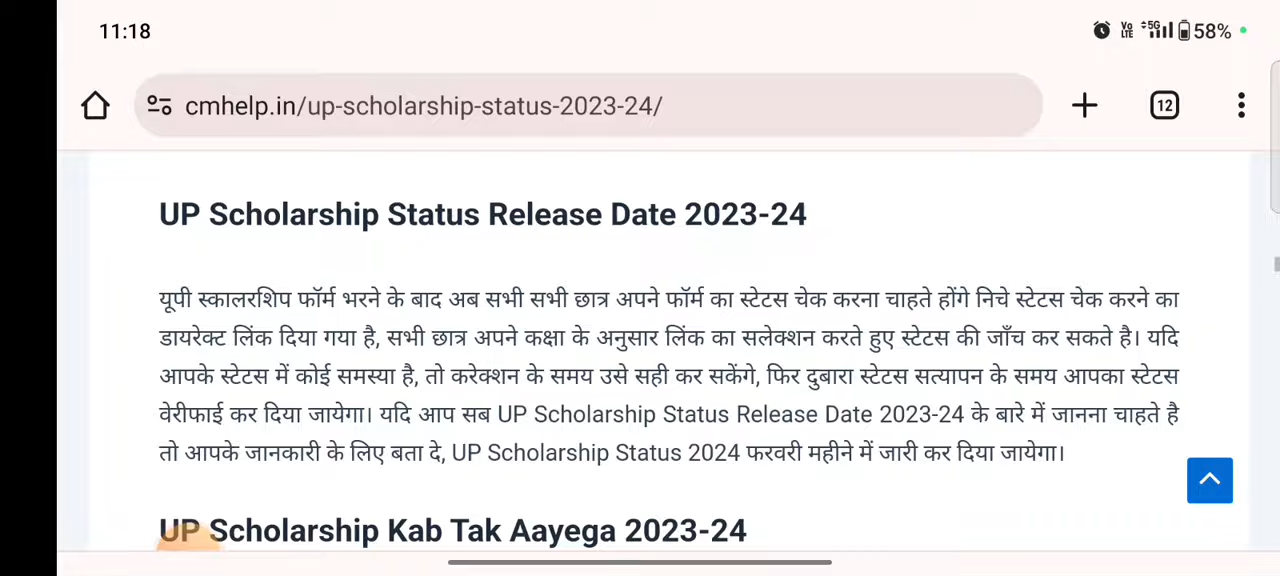 11:18
Vo LTE 5G 58%
cmhelp.in/up-scholarship-status-2023-24/
12
UP Scholarship Status Release Date 2023-24
यूपी स्कालरशिप फॉर्म भरने के बाद अब सभी सभी छात्र अपने फॉर्म का स्टेटस चेक करना चाहते होंगे निचे स्टेटस चेक करने का
डायरेक्ट लिंक दिया गया है, सभी छात्र अपने कक्षा के अनुसार लिंक का सलेक्शन करते हुए स्टेटस की जाँच कर सकते है। यदि
आपके स्टेटस में कोई समस्या है, तो करेक्शन के समय उसे सही कर सकेंगे, फिर दुबारा स्टेटस सत्यापन के समय आपका स्टेटस
वेरीफाई कर दिया जायेगा। यदि आप सब UP Scholarship Status Release Date 2023-24 के बारे में जानना चाहते है
तो आपके जानकारी के लिए बता दे, UP Scholarship Status 2024 फरवरी महीने में जारी कर दिया जायेगा।
UP Scholarship Kab Tak Aayega 2023-24